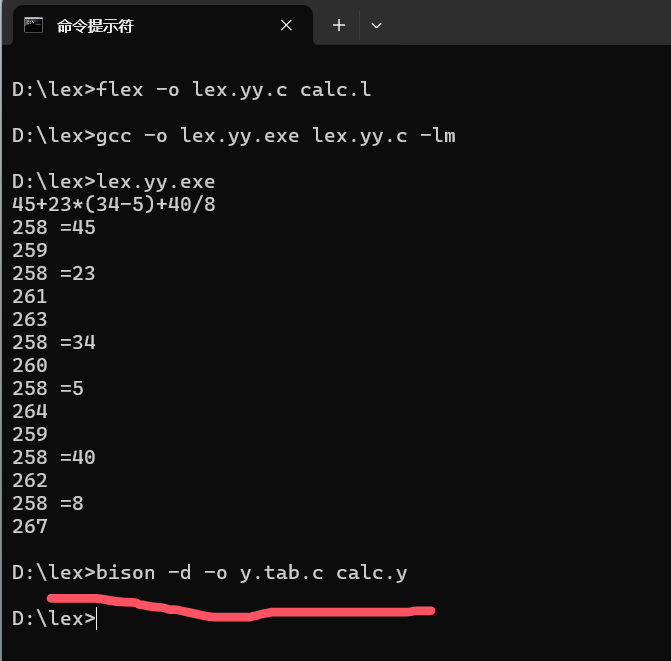 命令提示符
D:\lex>flex -o lex.yy.c calc.l
D:\lex>gcc -o lex.yy.exe lex.yy.c -lm
D:\lex>lex.yy.exe
45+23*(34-5)+40/8
258 =45
259
258 =23
261
263
258 =34
260
258 =5
264
259
258 =40
262
258 =8
267
D:\lex>bison -d -o y.tab.c calc.y
D:\lex>